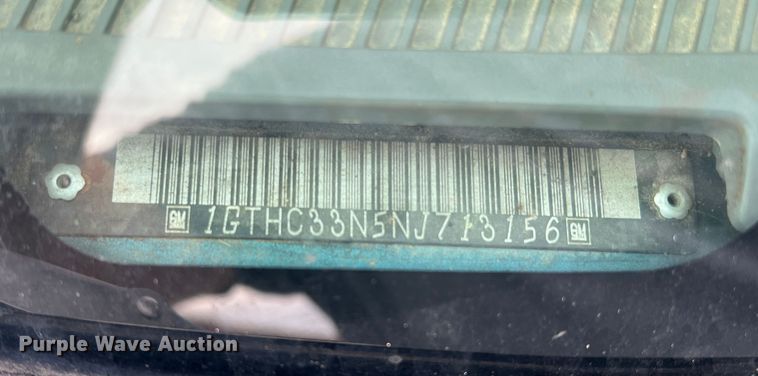 GM 1GTHC33N5NJ713156 GM
Purple Wave Auction®